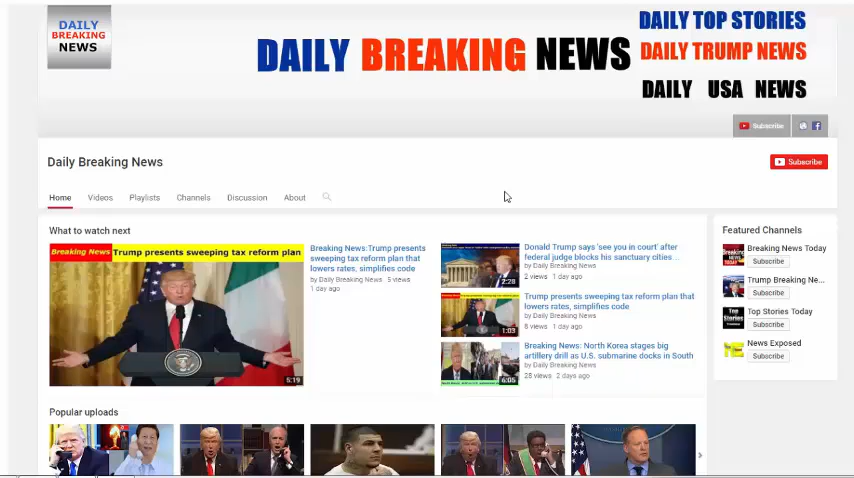 DAILY
BREAKING
NEWS
DAILY BREAKING NEWS
DAILY TOP STORIES
DAILY TRUMP NEWS
DAILY USA NEWS
Subscribe
Daily Breaking News
Subscribe
Home Videos Playlists Channels Discussion About
What to watch next
Breaking News Trump presents sweeping tax reform plan
5:19
Breaking News:Trump presents
sweeping tax reform plan that
lowers rates, simplifies code
by Daily Breaking News 5 views
1 day ago
2:28
Donald Trump says 'see you in court' after
federal judge blocks his sanctuary cities...
by Daily Breaking News
2 views 1 day ago
1:03
Trump presents sweeping tax reform plan that
lowers rates, simplifies code
by Daily Breaking News
6 views 1 day ago
6:05
Breaking News: North Korea stages big
artillery drill as U.S. submarine docks in South
by Daily Breaking News
28 views 2 days ago
Featured Channels
Breaking News Today
Subscribe
Trump Breaking Ne...
Subscribe
Top Stories Today
Subscribe
News Exposed
Subscribe
Popular uploads